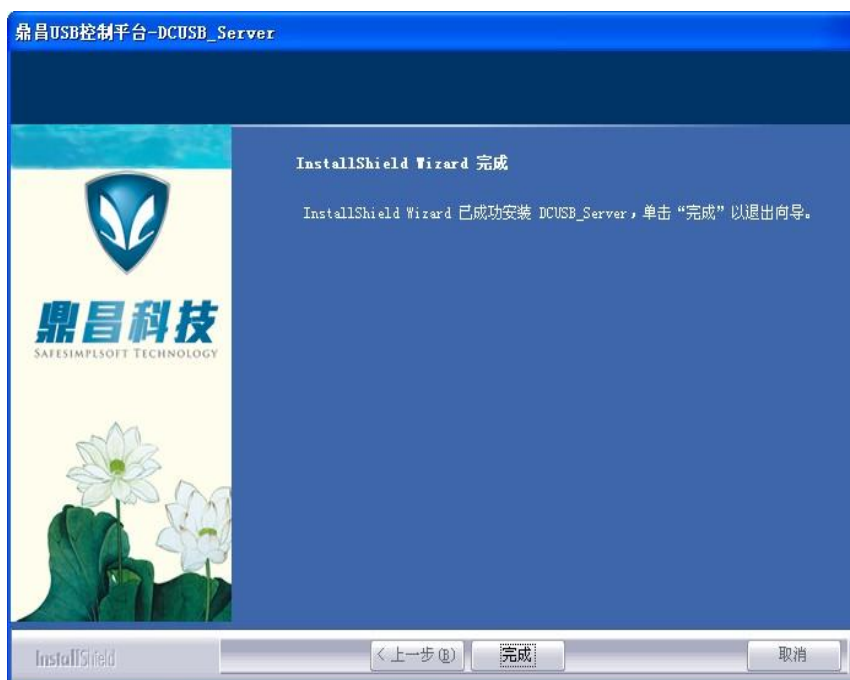 鼎昌USB控制平台-DCUSB_Server
InstallShield Wizard 完成
InstallShield Wizard 已成功安装 DCUSB_Server，单击“完成”以退出向导。
鼎昌科技
SAFESIMPLSOFT TECHNOLOGY
InstallShield
< 上一步(B) 完成 取消